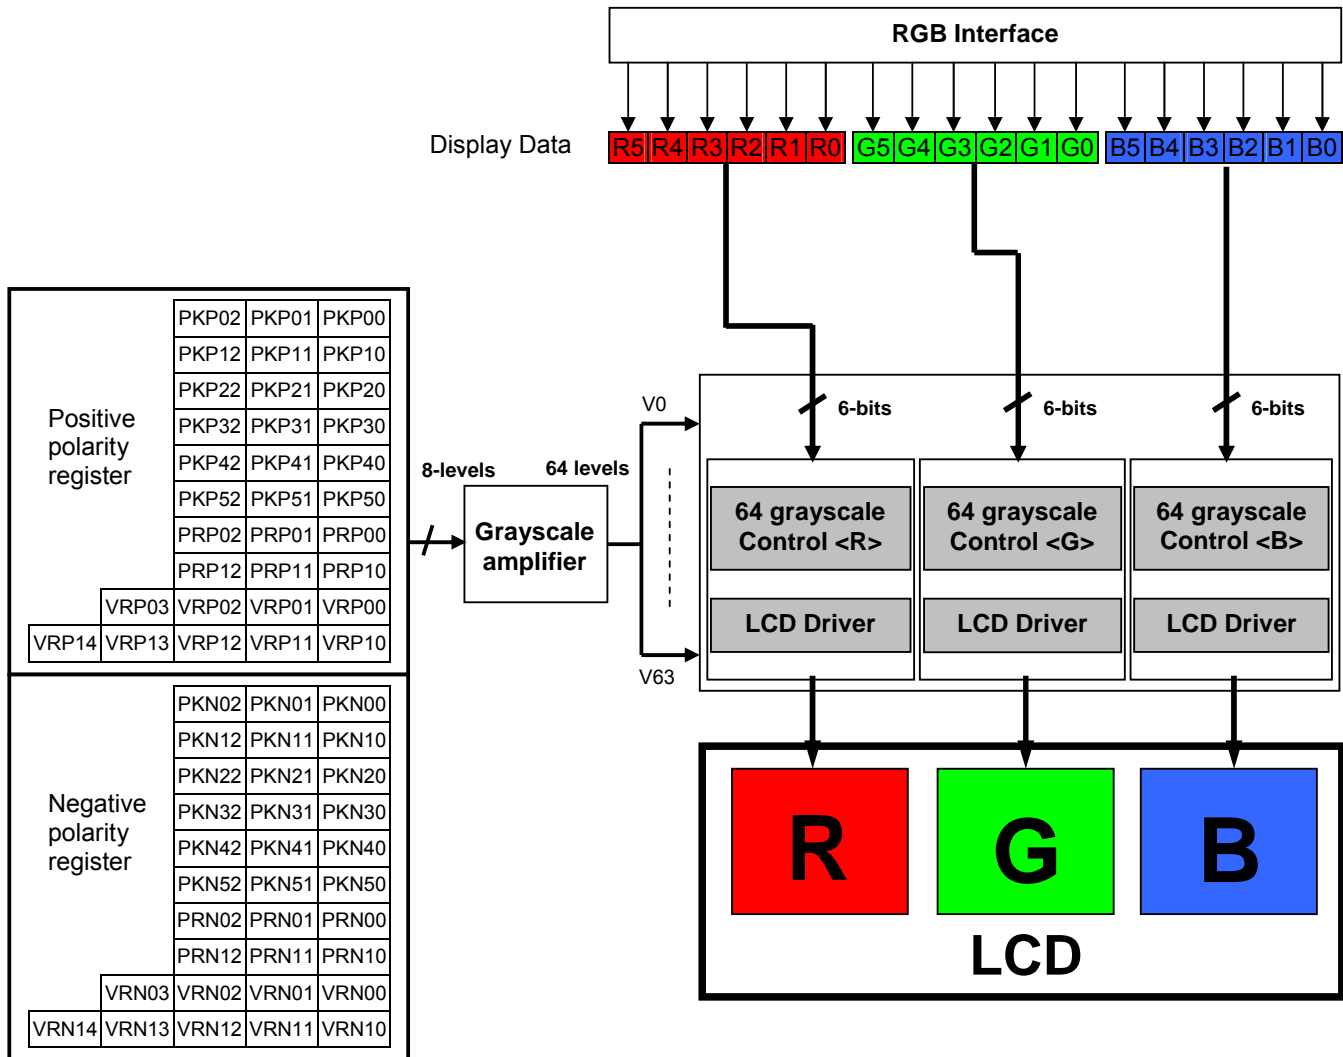 RGB Interface
Display Data
R5 R4 R3 R2 R1 R0 G5 G4 G3 G2 G1 G0 B5 B4 B3 B2 B1 B0
Positive
polarity
register
PKP02 PKP01 PKP00
PKP12 PKP11 PKP10
PKP22 PKP21 PKP20
PKP32 PKP31 PKP30
PKP42 PKP41 PKP40
PKP52 PKP51 PKP50
PRP02 PRP01 PRP00
PRP12 PRP11 PRP10
VRP03 VRP02 VRP01 VRP00
VRP14 VRP13 VRP12 VRP11 VRP10
Negative
polarity
register
PKN02 PKN01 PKN00
PKN12 PKN11 PKN10
PKN22 PKN21 PKN20
PKN32 PKN31 PKN30
PKN42 PKN41 PKN40
PKN52 PKN51 PKN50
PRN02 PRN01 PRN00
PRN12 PRN11 PRN10
VRN03 VRN02 VRN01 VRN00
VRN14 VRN13 VRN12 VRN11 VRN10
8-levels
Grayscale
amplifier
64 levels
V0
V63
6-bits
6-bits
6-bits
64 grayscale
Control <R>
LCD Driver
64 grayscale
Control <G>
LCD Driver
64 grayscale
Control <B>
LCD Driver
R
G
B
LCD